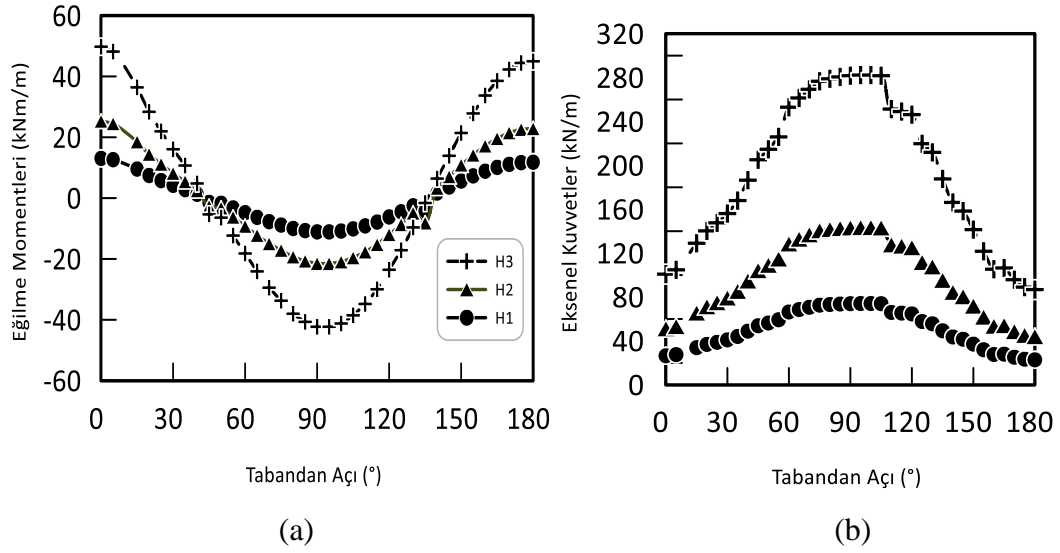 Eğilme Momentleri (kNm/m)
60
40
20
0
-20
-40
-60
0 30 60 90 120 150 180
Tabandan Açı (°)
H3
H2
H1
(a)
Eksenel Kuvvetler (kN/m)
320
280
240
200
160
120
80
40
0
0 30 60 90 120 150 180
Tabandan Açı (°)
(b)